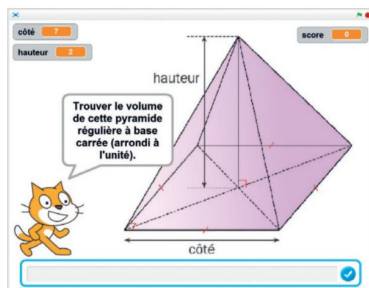 côté 7
hauteur 2
score 0
hauteur
Trouver le volume
de cette pyramide
régulière à base
carrée (arrondi à
l'unité).
côté